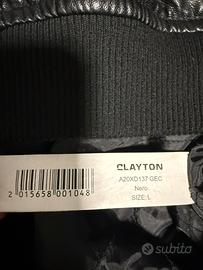 CLAYTON
A20XD137 GEC
Nero
SIZE: L
2 015658 001048
subito